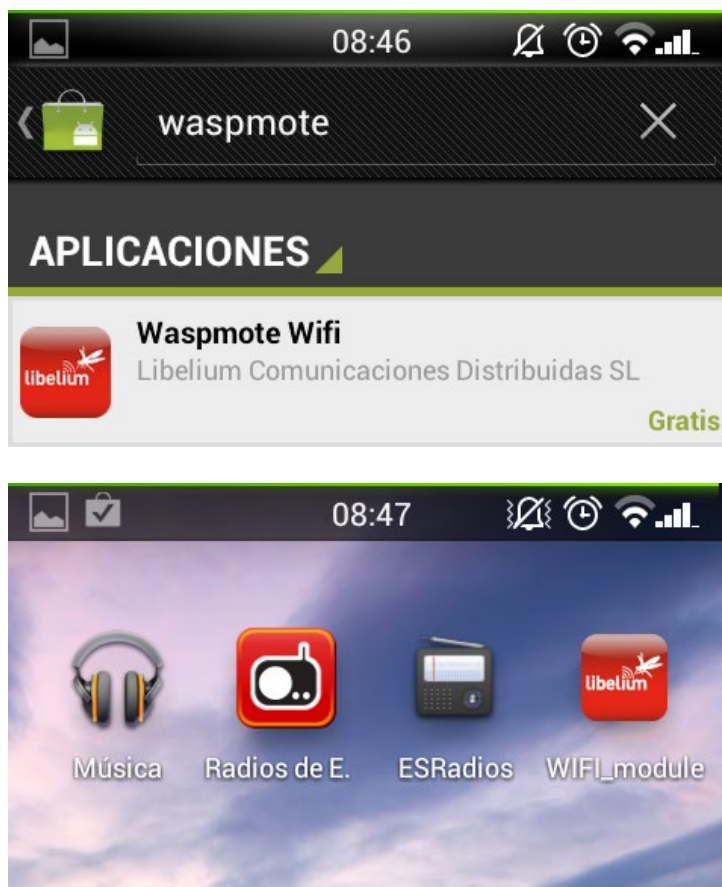 08:46
waspmote
APLICACIONES
Waspmote Wifi
libelium
Libelium Comunicaciones Distribuidas SL
Gratis
08:47
libelium
Música
Radios de E.
ESRadios
WIFI_module